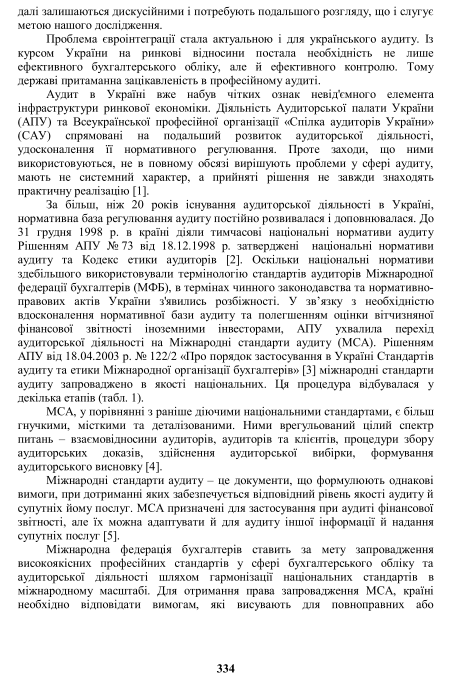 далі залишаються дискусійними і потребують подальшого розгляду, що і слугує
метою нашого дослідження.
Проблема євроінтеграції стала актуальною і для українського аудиту. Із
курсом України на ринкові відносини постала необхідність не лише
ефективного бухгалтерського обліку, але й ефективного контролю. Тому
державі притаманна зацікавленість в професійному аудиті.
Аудит в Україні вже набув чітких ознак невід'ємного елемента
інфраструктури ринкової економіки. Діяльність Аудиторської палати України
(АПУ) та Всеукраїнської професійної організації «Спілка аудиторів України»
(САУ) спрямовані на подальший розвиток аудиторської діяльності,
удосконалення її нормативного регулювання. Проте заходи, що ними
використовуються, не в повному обсязі вирішують проблеми у сфері аудиту,
мають не системний характер, а прийняті рішення не завжди знаходять
практичну реалізацію [1].
За більш, ніж 20 років існування аудиторської діяльності в Україні,
нормативна база регулювання аудиту постійно розвивалася і доповнювалася. До
31 грудня 1998 р. в країні діяли тимчасові національні нормативи аудиту
Рішенням АПУ № 73 від 18.12.1998 р. затверджені національні нормативи
аудиту та Кодекс етики аудиторів [2]. Оскільки національні нормативи
здебільшого використовували термінологію стандартів аудиторів Міжнародної
федерації бухгалтерів (МФБ), в термінах чинного законодавства та нормативно-
правових актів України з'явились розбіжності. У зв’язку з необхідністю
вдосконалення нормативної бази аудиту та полегшенням оцінки вітчизняної
фінансової звітності іноземними інвесторами, АПУ ухвалила перехід
аудиторської діяльності на Міжнародні стандарти аудиту (МСА). Рішенням
АПУ від 18.04.2003 р. № 122/2 «Про порядок застосування в Україні Стандартів
аудиту та етики Міжнародної організації бухгалтерів» [3] міжнародні стандарти
аудиту запроваджено в якості національних. Ця процедура відбувалася у
декілька етапів (табл. 1).
МСА, у порівнянні з раніше діючими національними стандартами, є більш
гнучкими, місткими та деталізованими. Ними врегульований цілий спектр
питань – взаємовідносини аудиторів, аудиторів та клієнтів, процедури збору
аудиторських доказів, здійснення аудиторської вибірки, формування
аудиторського висновку [4].
Міжнародні стандарти аудиту – це документи, що формулюють однакові
вимоги, при дотриманні яких забезпечується відповідний рівень якості аудиту й
супутніх йому послуг. МСА призначені для застосування при аудиті фінансової
звітності, але їх можна адаптувати й для аудиту іншої інформації й надання
супутніх послуг [5].
Міжнародна федерація бухгалтерів ставить за мету запровадження
високоякісних професійних стандартів у сфері бухгалтерського обліку та
аудиторської діяльності шляхом гармонізації національних стандартів в
міжнародному масштабі. Для отримання права запровадження МСА, країні
необхідно відповідати вимогам, які висувають для повноправних або
334